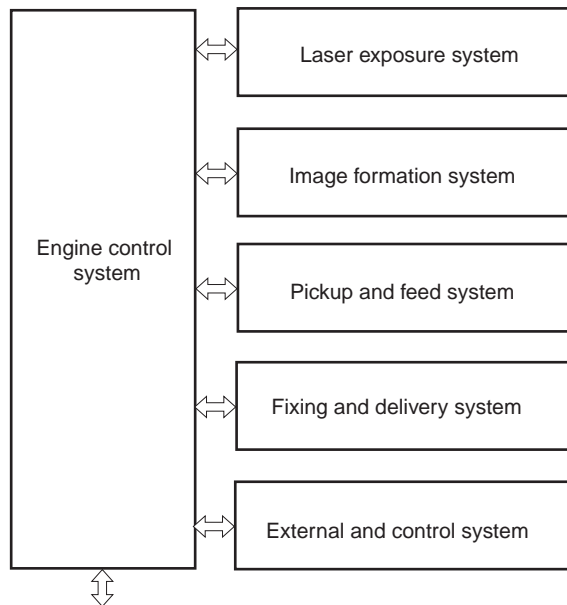 Laser exposure system
Image formation system
Engine control
system
Pickup and feed system
Fixing and delivery system
External and control system